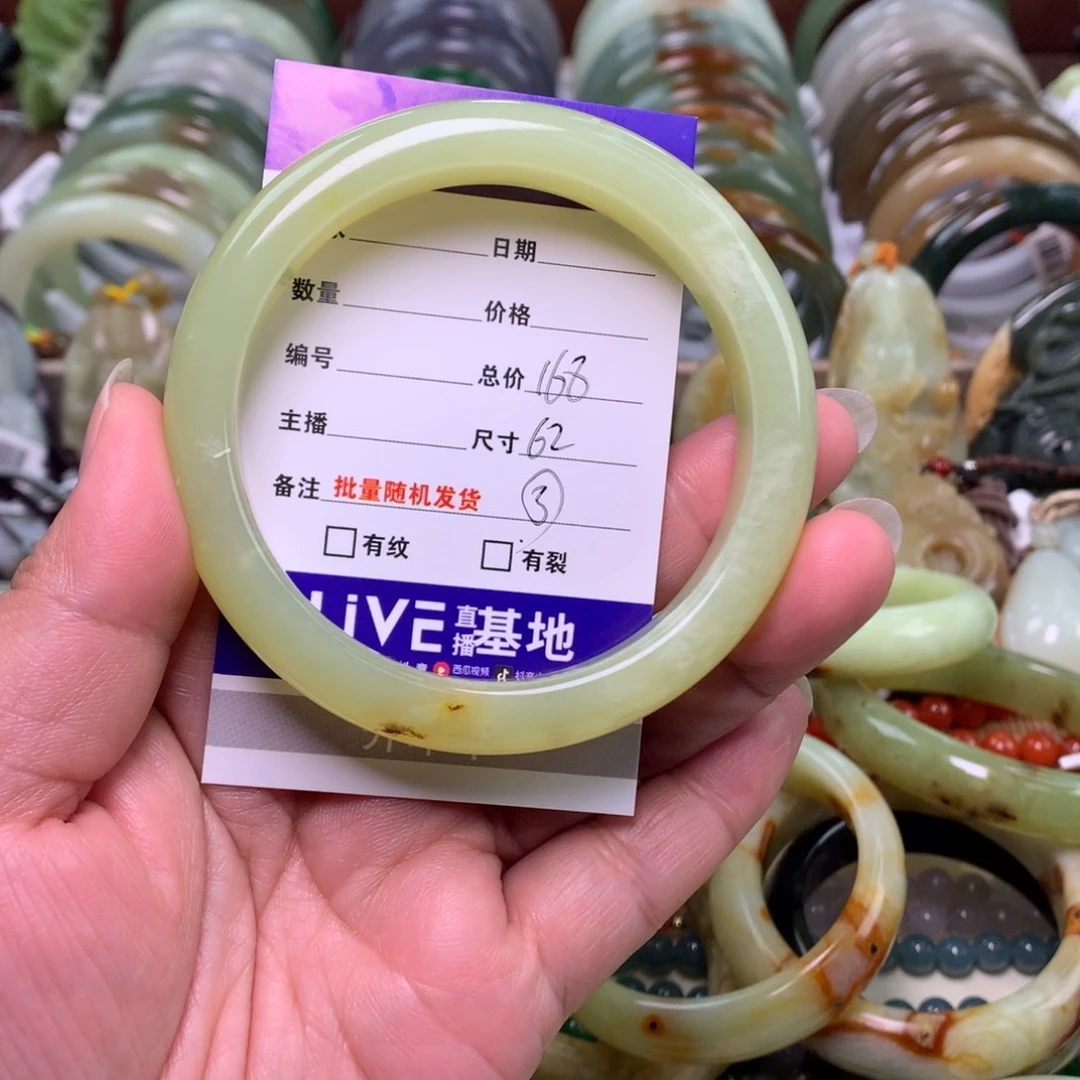 日期
数量 价格
编号 总价 168
主播 尺寸 62
备注 批量随机发货 ③
有纹 有裂
LiVE 直播 基地
西瓜视频